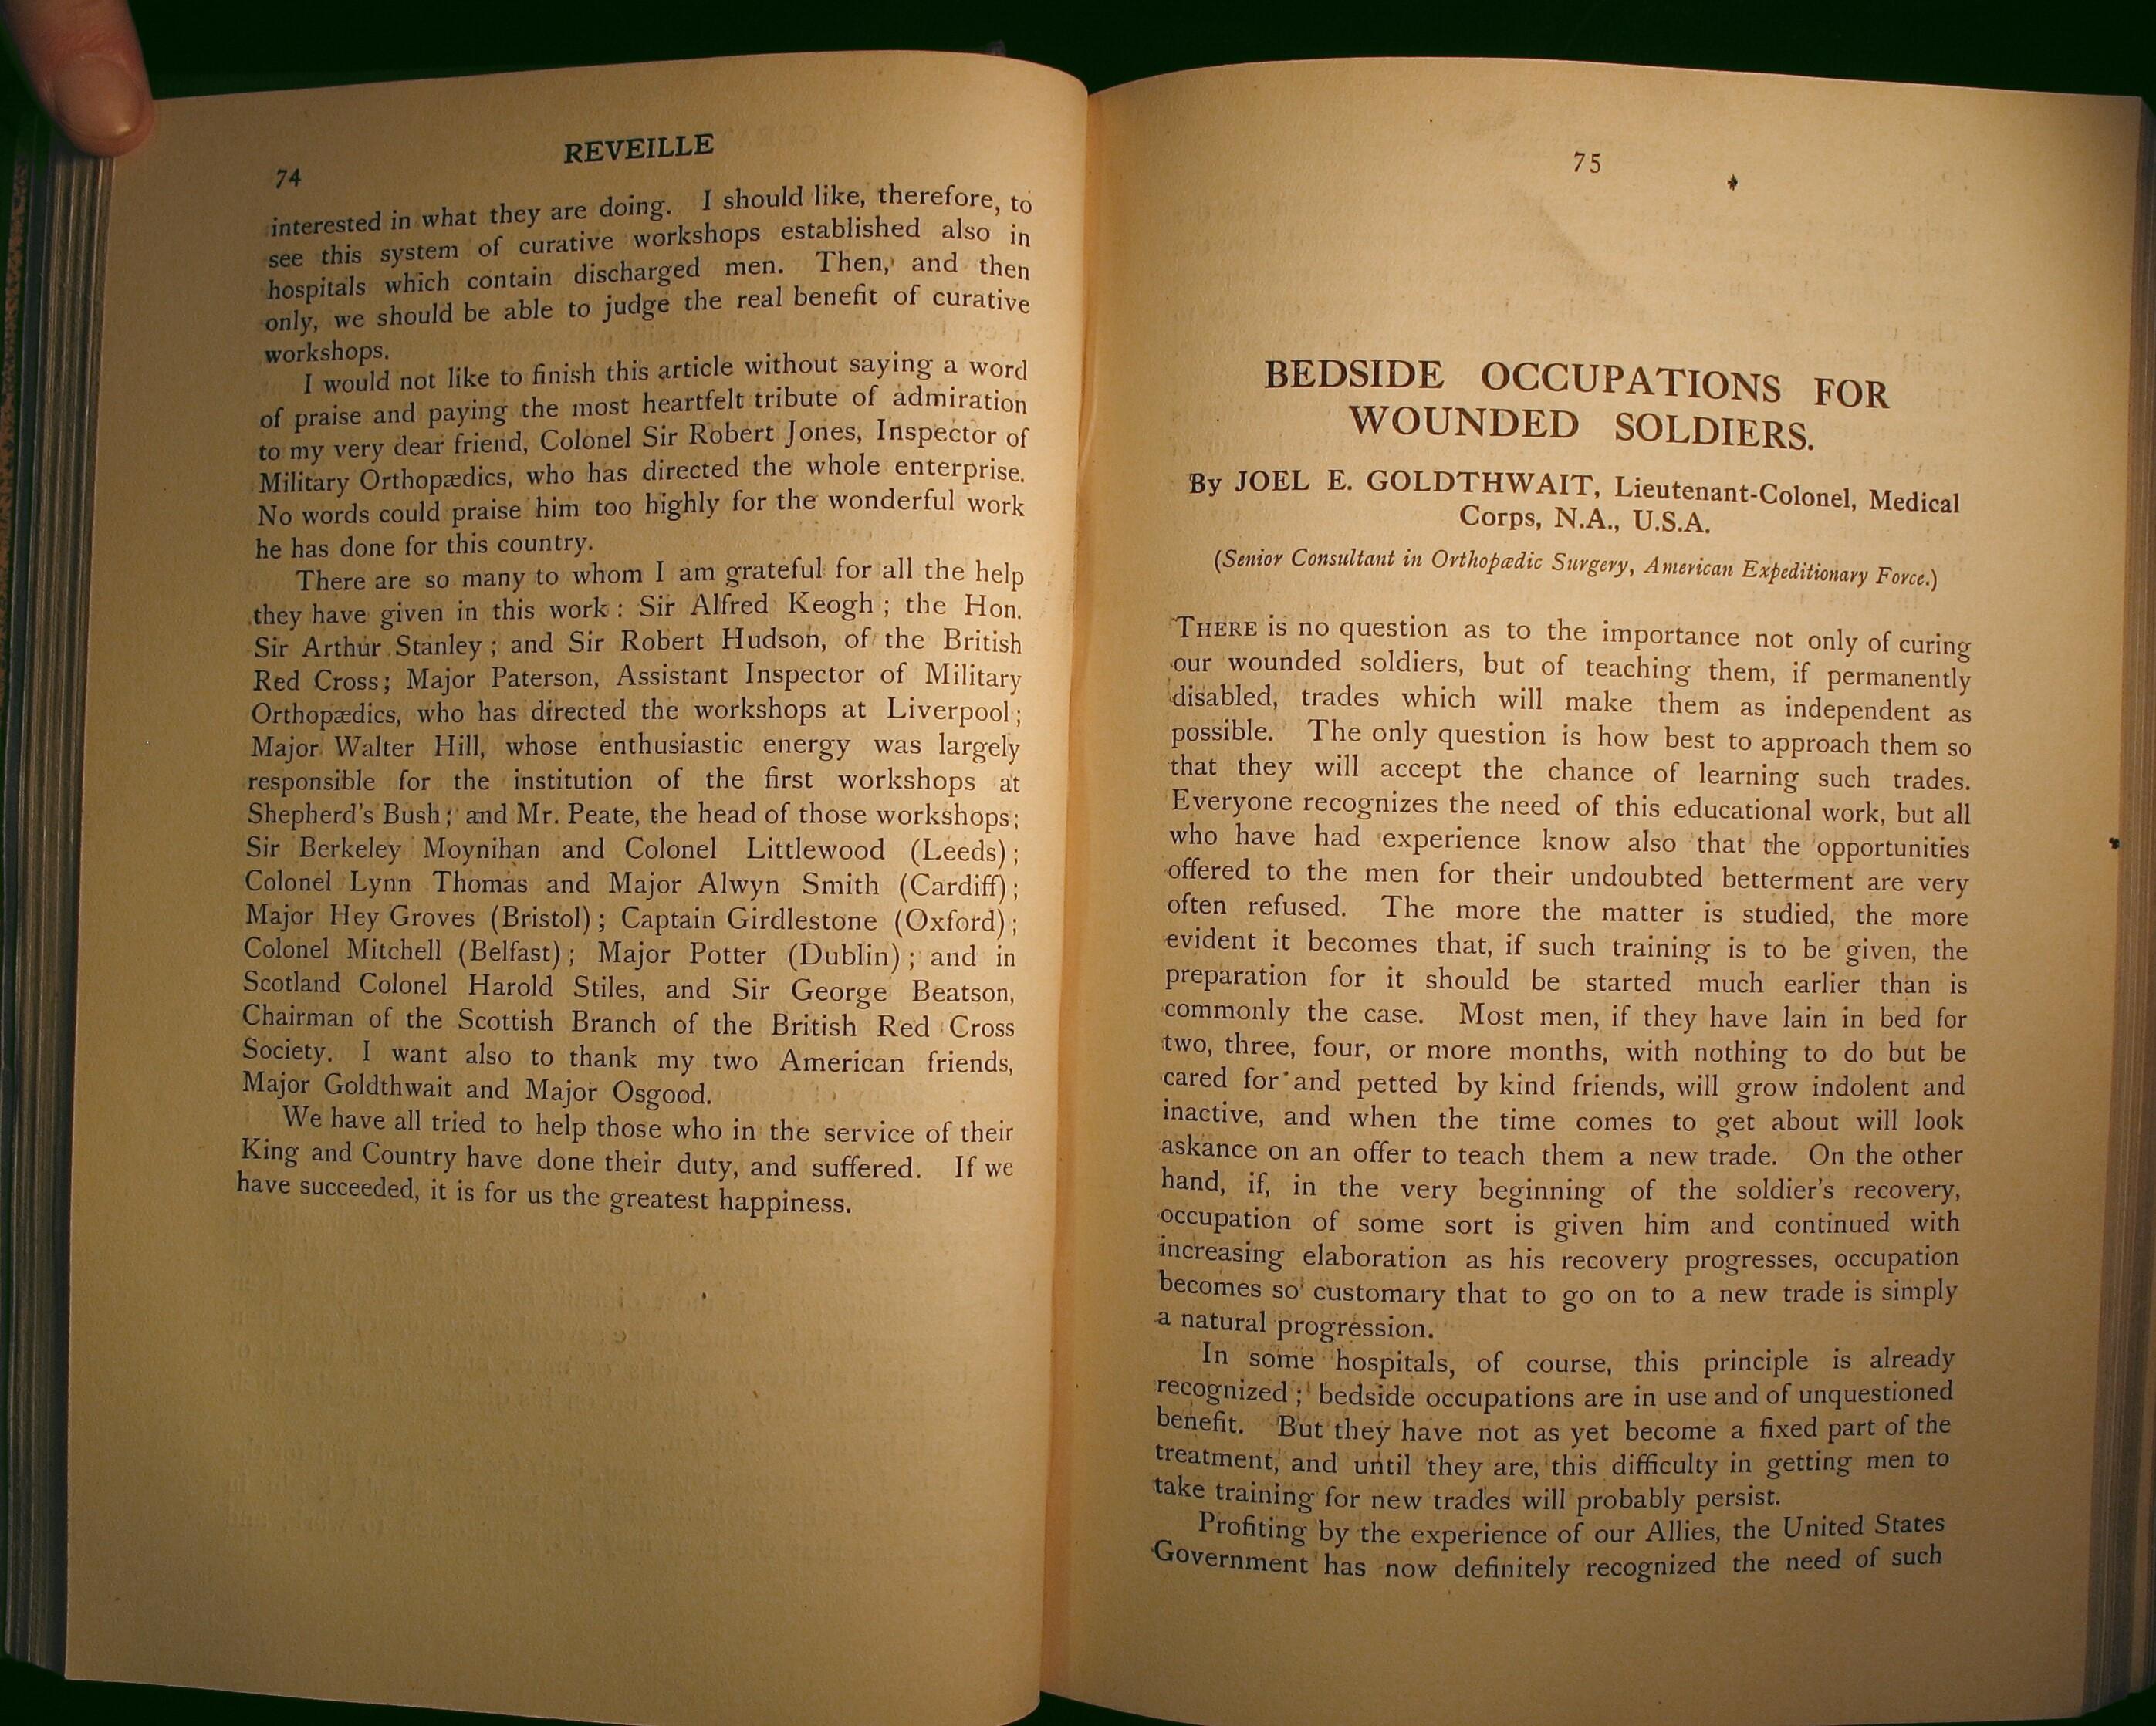 REVEILLE
74
interested in what they are doing. I should like, therefore, to
see this system of curative workshops established also in
hospitals which contain discharged men. Then, and then
only, we should be able to judge the real benefit of curative
workshops.
I would not like to finish this article without saying a word
of praise and paying the most heartfelt tribute of admiration
to my very dear friend, Colonel Sir Robert Jones, Inspector of
Military Orthopædics, who has directed the whole enterprise.
No words could praise him too highly for the wonderful work
he has done for this country.
There are so many to whom I am grateful for all the help
they have given in this work : Sir Alfred Keogh ; the Hon.
Sir Arthur Stanley ; and Sir Robert Hudson, of the British
Red Cross ; Major Paterson, Assistant Inspector of Military
Orthopædics, who has directed the workshops at Liverpool ;
Major Walter Hill, whose enthusiastic energy was largely
responsible for the institution of the first workshops at
Shepherd's Bush ; and Mr. Peate, the head of those workshops ;
Sir Berkeley Moynihan and Colonel Littlewood (Leeds) ;
Colonel Lynn Thomas and Major Alwyn Smith (Cardiff) ;
Major Hey Groves (Bristol) ; Captain Girdlestone (Oxford) ;
Colonel Mitchell (Belfast) ; Major Potter (Dublin) ; and in
Scotland Colonel Harold Stiles, and Sir George Beatson,
Chairman of the Scottish Branch of the British Red Cross
Society. I want also to thank my two American friends,
Major Goldthwait and Major Osgood.
We have all tried to help those who in the service of their
King and Country have done their duty, and suffered. If we
have succeeded, it is for us the greatest happiness.
75
BEDSIDE OCCUPATIONS FOR
WOUNDED SOLDIERS.
By JOEL E. GOLDTHWAIT, Lieutenant-Colonel, Medical
Corps, N.A., U.S.A.
(Senior Consultant in Orthopædic Surgery, American Expeditionary Force.)
THERE is no question as to the importance not only of curing
our wounded soldiers, but of teaching them, if permanently
disabled, trades which will make them as independent as
possible. The only question is how best to approach them so
that they will accept the chance of learning such trades.
Everyone recognizes the need of this educational work, but all
who have had experience know also that the opportunities
offered to the men for their undoubted betterment are very
often refused. The more the matter is studied, the more
evident it becomes that, if such training is to be given, the
preparation for it should be started much earlier than is
commonly the case. Most men, if they have lain in bed for
two, three, four, or more months, with nothing to do but be
cared for and petted by kind friends, will grow indolent and
inactive, and when the time comes to get about will look
askance on an offer to teach them a new trade. On the other
hand, if, in the very beginning of the soldier's recovery,
occupation of some sort is given him and continued with
increasing elaboration as his recovery progresses, occupation
becomes so customary that to go on to a new trade is simply
a natural progression.
In some hospitals, of course, this principle is already
recognized ; bedside occupations are in use and of unquestioned
benefit. But they have not as yet become a fixed part of the
treatment, and until they are, this difficulty in getting men to
take training for new trades will probably persist.
Profiting by the experience of our Allies, the United States
Government has now definitely recognized the need of such